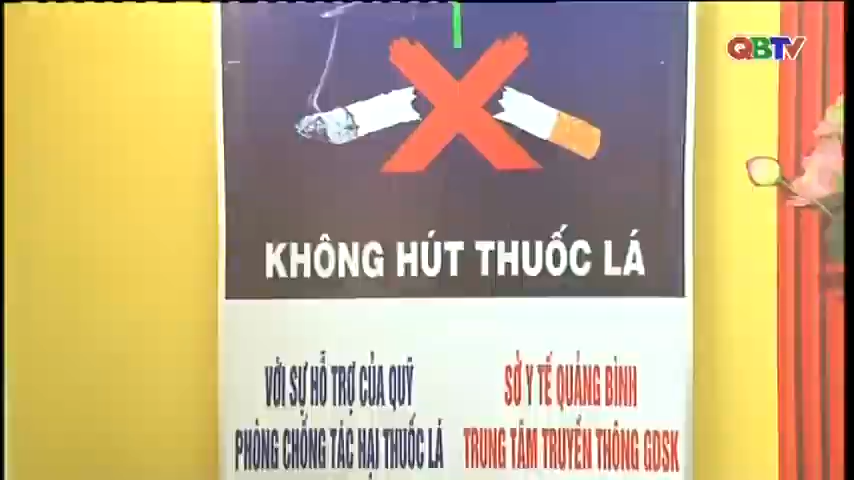 QBTV
KHÔNG HÚT THUỐC LÁ
VỚI SỰ HỖ TRỢ CỦA QUỸ
PHÒNG CHỐNG TÁC HẠI THUỐC LÁ
SỞ Y TẾ QUẢNG BÌNH
TRUNG TÂM TRUYỀN THÔNG GDSK